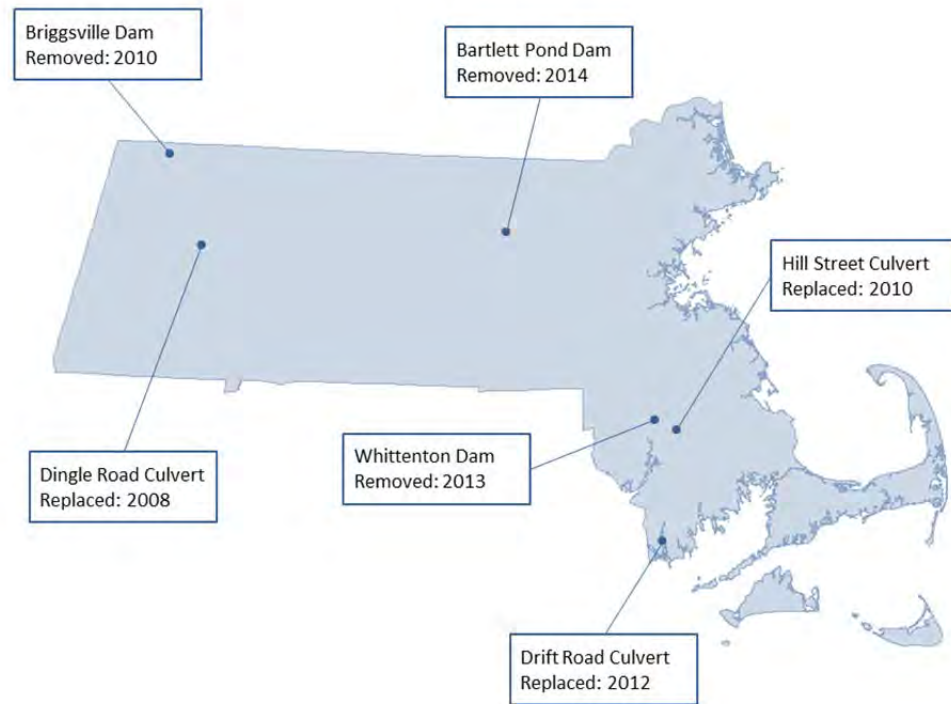 Briggsville Dam
Removed: 2010
Bartlett Pond Dam
Removed: 2014
Hill Street Culvert
Replaced: 2010
Whittenton Dam
Removed: 2013
Dingle Road Culvert
Replaced: 2008
Drift Road Culvert
Replaced: 2012